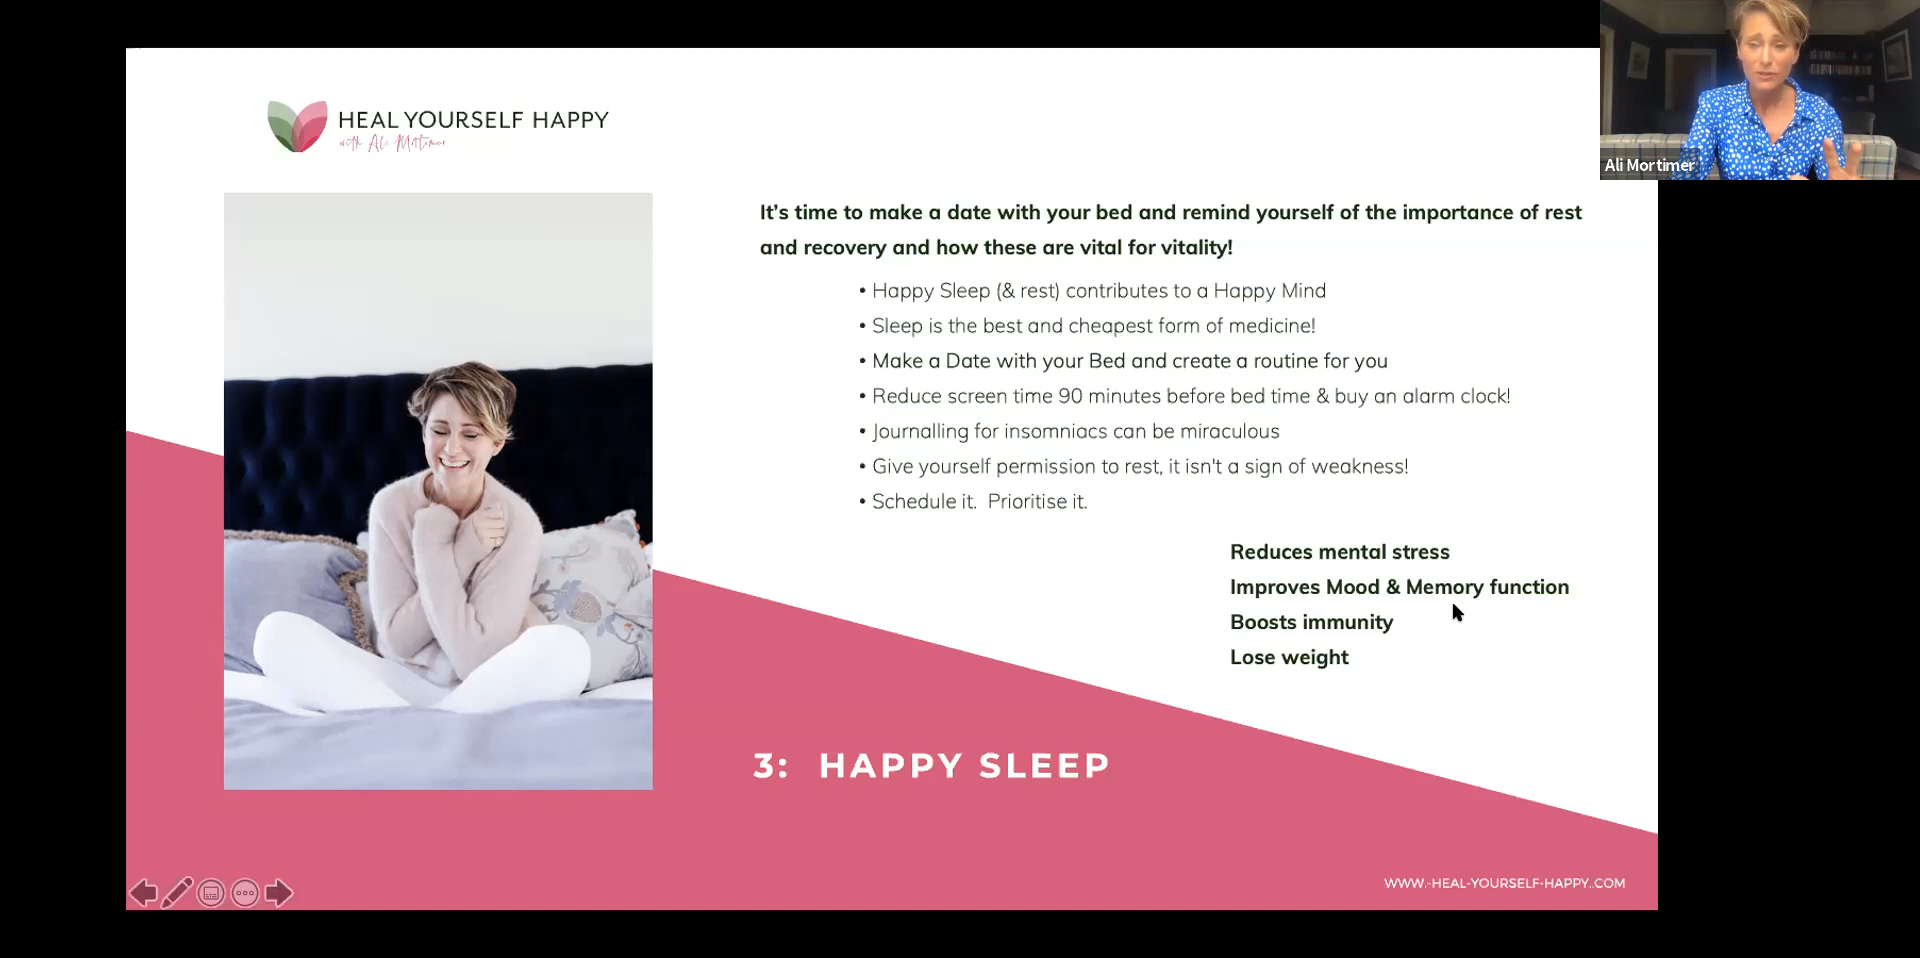 HEAL YOURSELF HAPPY
with Ali Mortimer
Ali Mortimer
It's time to make a date with your bed and remind yourself of the importance of rest
and recovery and how these are vital for vitality!
• Happy Sleep (& rest) contributes to a Happy Mind
• Sleep is the best and cheapest form of medicine!
• Make a Date with your Bed and create a routine for you
• Reduce screen time 90 minutes before bed time & buy an alarm clock!
• Journalling for insomniacs can be miraculous
• Give yourself permission to rest, it isn't a sign of weakness!
• Schedule it.  Prioritise it.
Reduces mental stress
Improves Mood & Memory function
Boosts immunity
Lose weight
3: HAPPY SLEEP
WWW.-HEAL-YOURSELF-HAPPY.COM